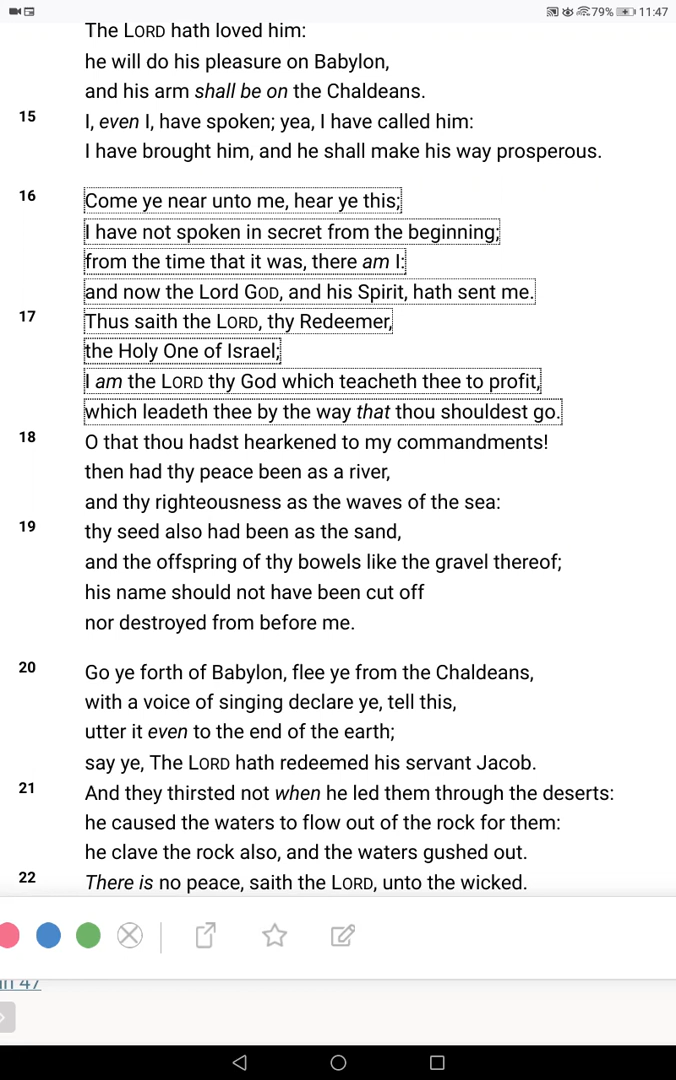 79% 11:47
The LORD hath loved him:
he will do his pleasure on Babylon,
and his arm shall be on the Chaldeans.
15 I, even I, have spoken; yea, I have called him:
I have brought him, and he shall make his way prosperous.
16 Come ye near unto me, hear ye this;
I have not spoken in secret from the beginning;
from the time that it was, there am I:
and now the Lord GOD, and his Spirit, hath sent me.
17 Thus saith the LORD, thy Redeemer,
the Holy One of Israel;
I am the LORD thy God which teacheth thee to profit,
which leadeth thee by the way that thou shouldest go.
18 O that thou hadst hearkened to my commandments!
then had thy peace been as a river,
and thy righteousness as the waves of the sea:
19 thy seed also had been as the sand,
and the offspring of thy bowels like the gravel thereof;
his name should not have been cut off
nor destroyed from before me.
20 Go ye forth of Babylon, flee ye from the Chaldeans,
with a voice of singing declare ye, tell this,
utter it even to the end of the earth;
say ye, The LORD hath redeemed his servant Jacob.
21 And they thirsted not when he led them through the deserts:
he caused the waters to flow out of the rock for them:
he clave the rock also, and the waters gushed out.
22 There is no peace, saith the LORD, unto the wicked.
47